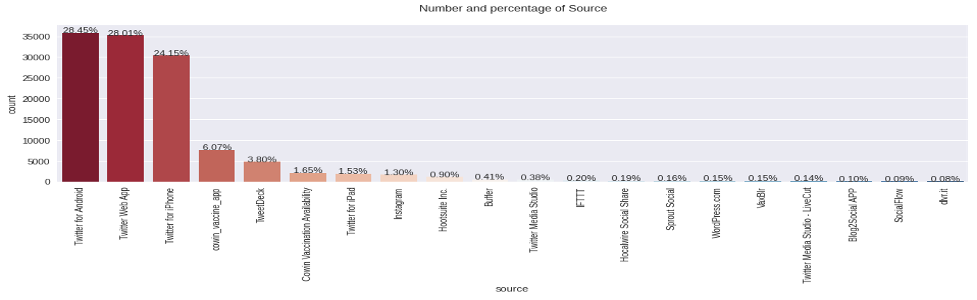 Number and percentage of Source
count
35000
30000
25000
20000
15000
10000
5000
0
28.45%
28.01%
24.15%
6.07%
3.80%
1.65%
1.53%
1.30%
0.90%
0.41%
0.38%
0.20%
0.19%
0.16%
0.15%
0.15%
0.14%
0.10%
0.09%
0.08%
Twitter for Android
Twitter Web App
Twitter for iPhone
cowin_vaccine_app
TweetDeck
Cowin Vaccination Availability
Twitter for iPad
Instagram
Hootsuite Inc.
Buffer
Twitter Media Studio
IFTTT
Hocalwire Social Share
Sprout Social
WordPress.com
VaxBlr
Twitter Media Studio - LiveCut
Blog2Social APP
SocialFlow
dlvr.it
source